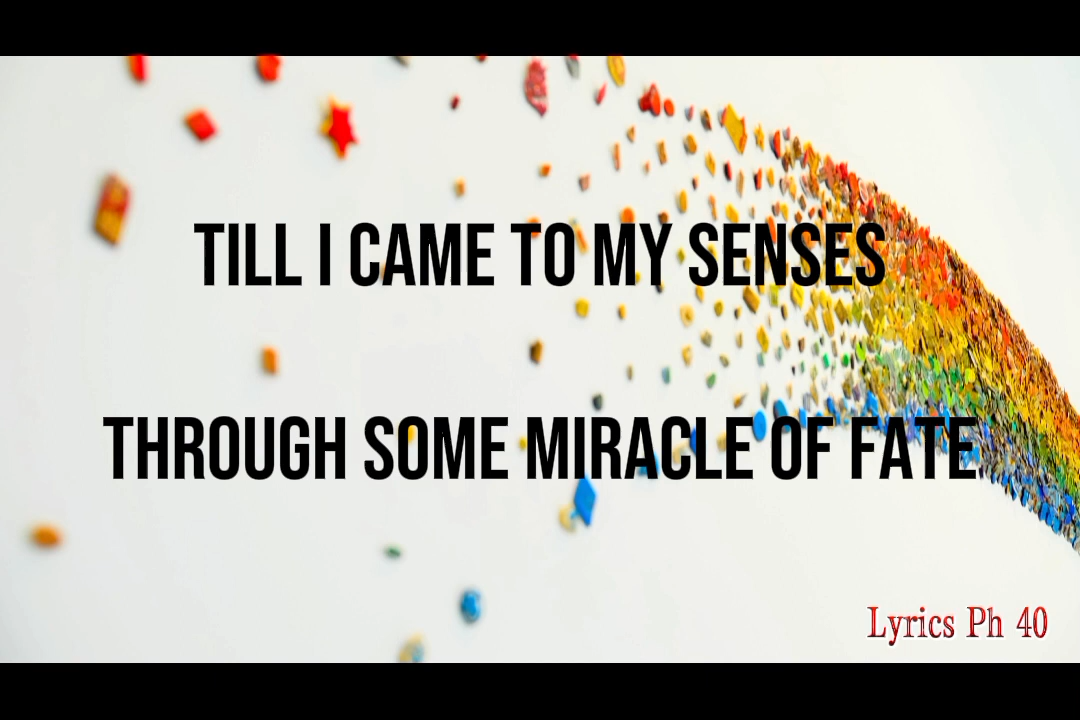 TILL I CAME TO MY SENSES
THROUGH SOME MIRACLE OF FATE
Lyrics Ph 40